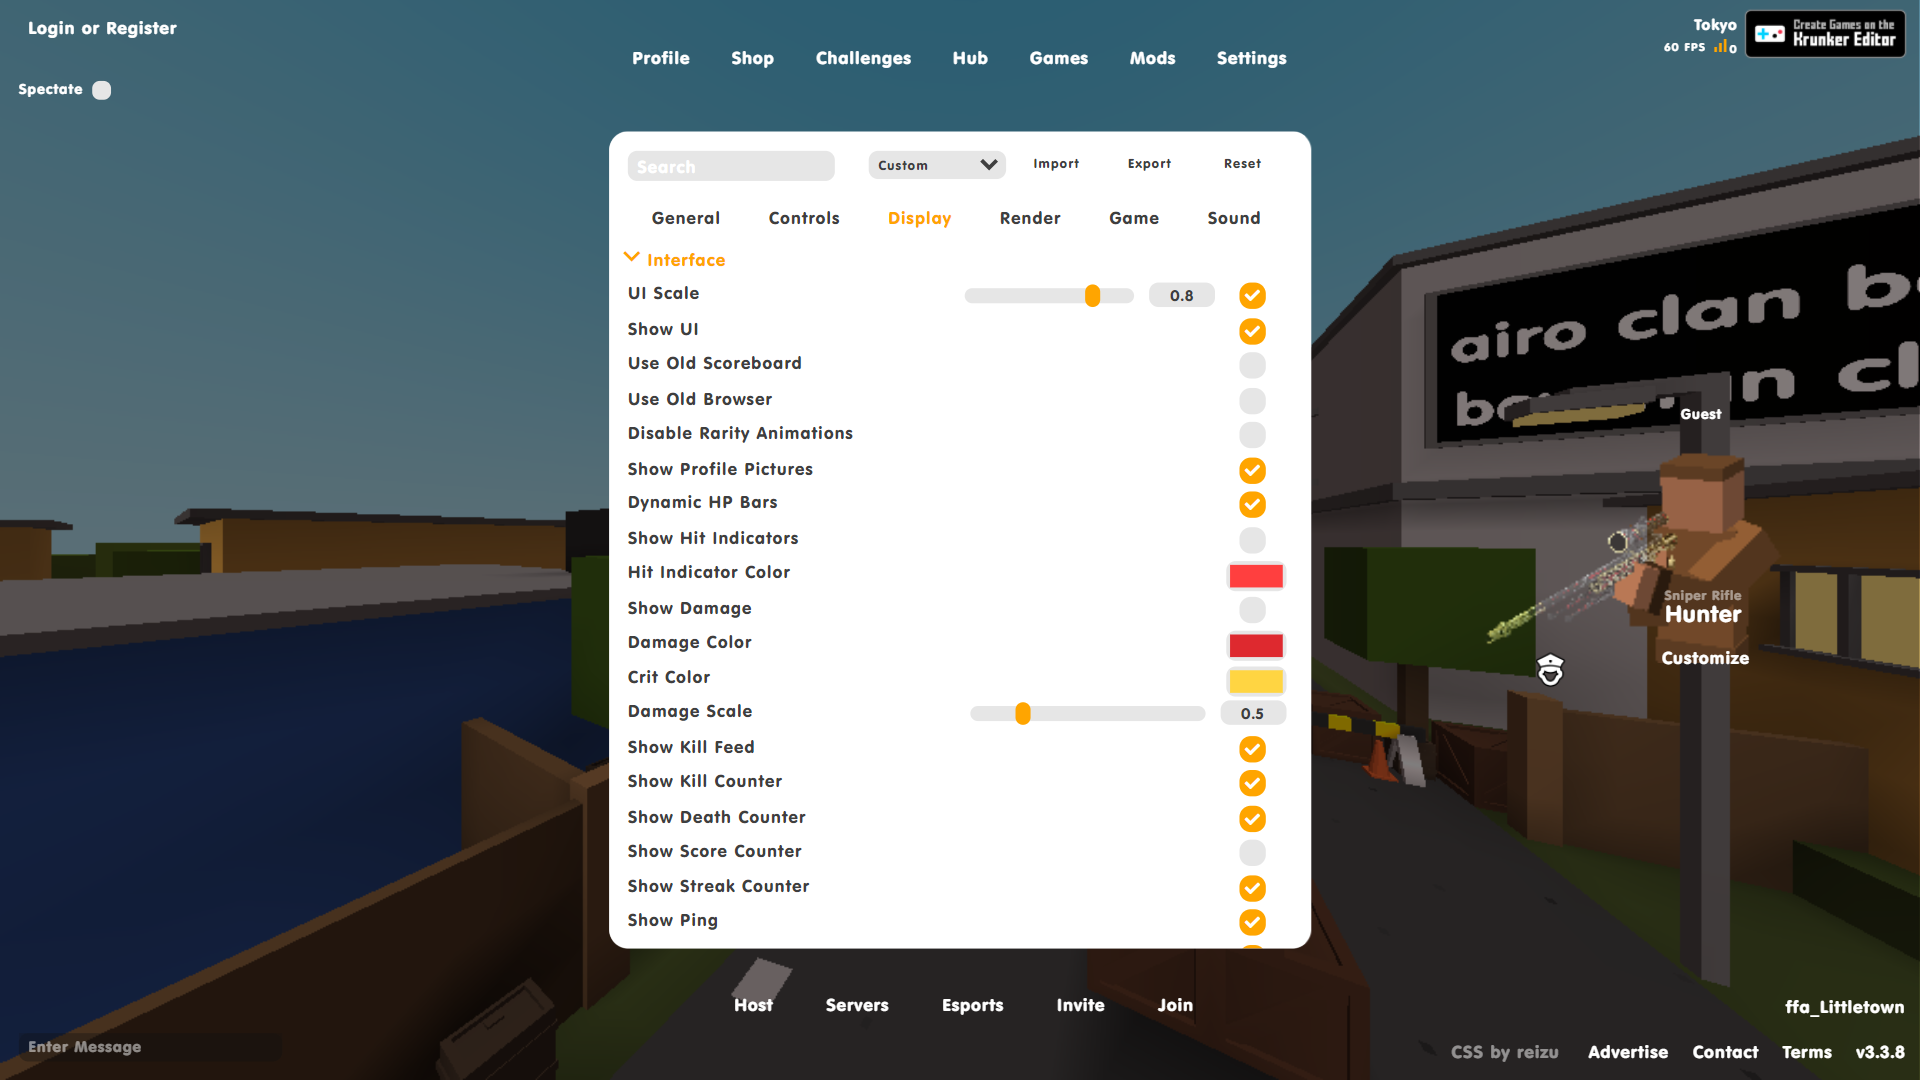 Login or Register
Spectate
Profile
Shop
Challenges
Hub
Games
Mods
Settings
Tokyo
60 FPS 0
Create Games on the
Krunker Editor
Search
Custom
Import
Export
Reset
General
Controls
Display
Render
Game
Sound
Interface
UI Scale
0.8
Show UI
Use Old Scoreboard
Use Old Browser
Disable Rarity Animations
Show Profile Pictures
Dynamic HP Bars
Show Hit Indicators
Hit Indicator Color
Show Damage
Damage Color
Crit Color
Damage Scale
0.5
Show Kill Feed
Show Kill Counter
Show Death Counter
Show Score Counter
Show Streak Counter
Show Ping
airo clan
Guest
Sniper Rifle
Hunter
Customize
Host
Servers
Esports
Invite
Join
Enter Message
ffa_Littletown
CSS by reizu
Advertise
Contact
Terms
v3.3.8